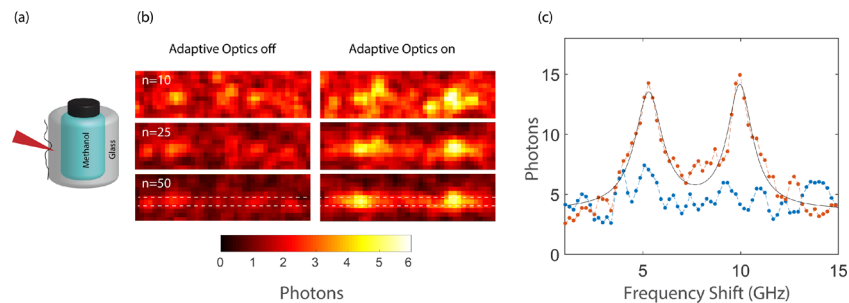 (a)
(b)
(c)
Adaptive Optics off
Adaptive Optics on
Methanol
Glass
n=10
n=25
n=50
0 1 2 3 4 5 6
Photons
15
10
5
0
Photons
5 10 15
Frequency Shift (GHz)